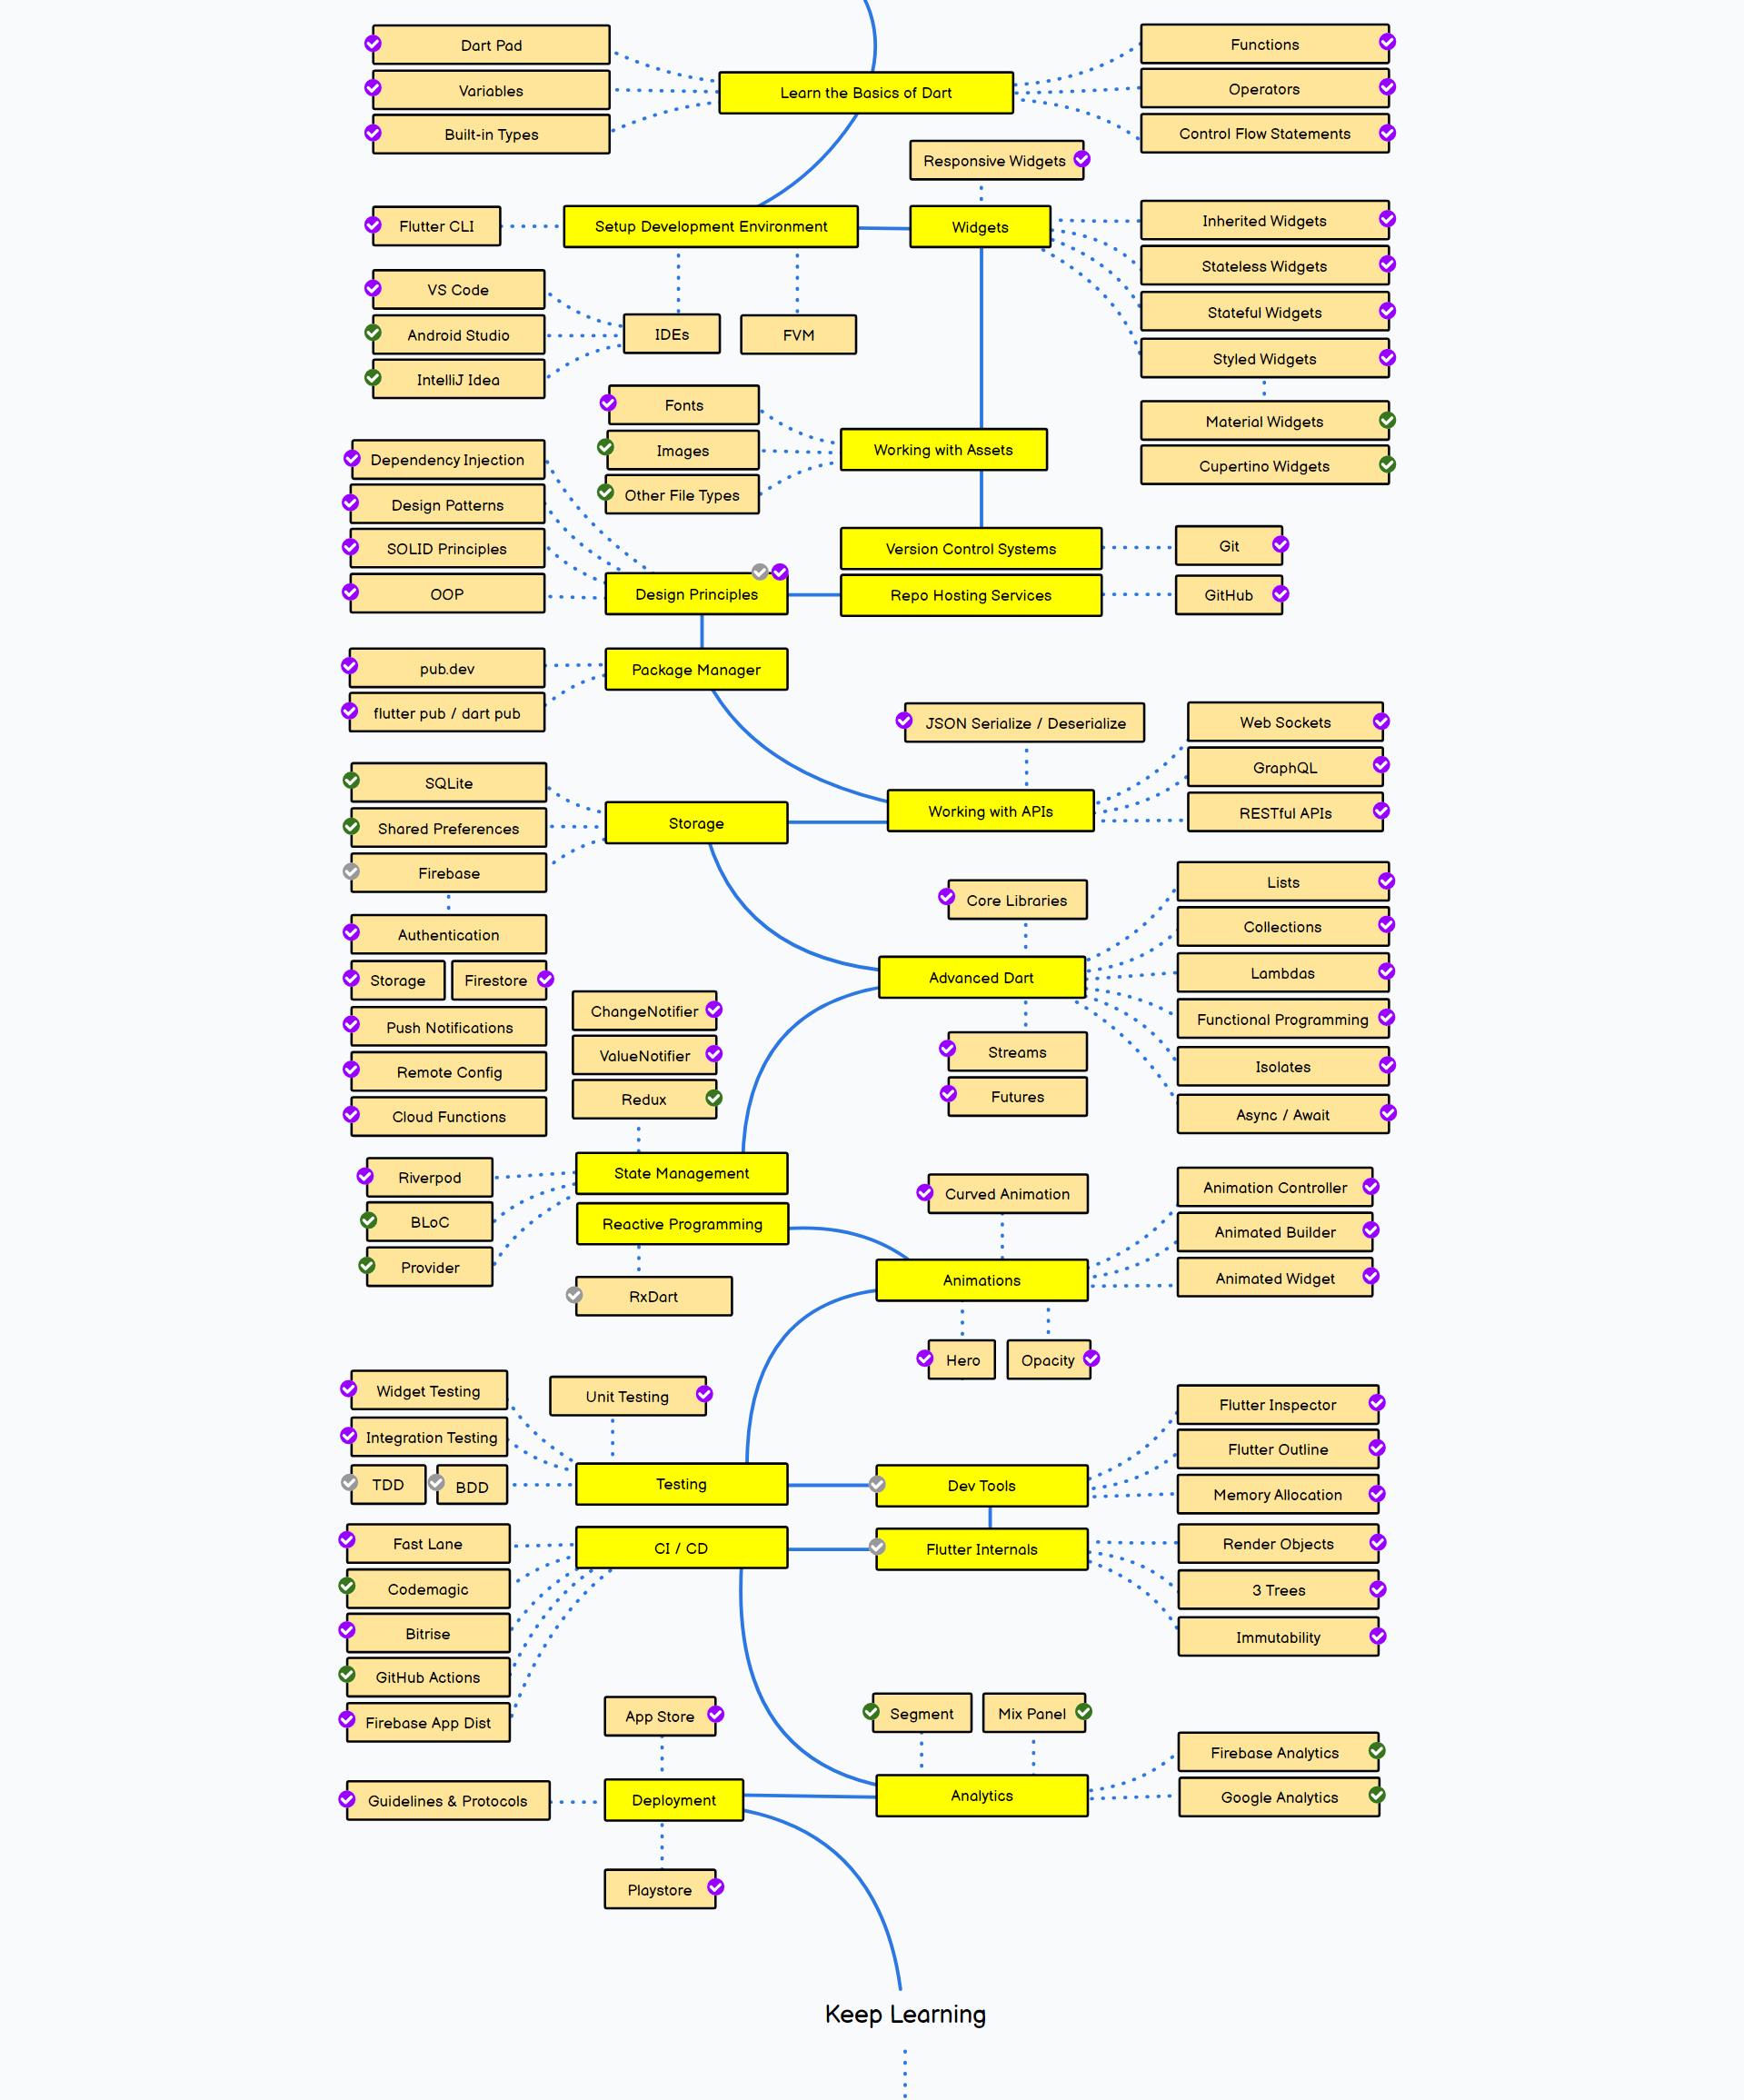 Dart Pad
Variables
Built-in Types
Learn the Basics of Dart
Functions
Operators
Control Flow Statements
Responsive Widgets
Flutter CLI
Setup Development Environment
Widgets
Inherited Widgets
Stateless Widgets
Stateful Widgets
Styled Widgets
Material Widgets
Cupertino Widgets
VS Code
Android Studio
IntelliJ Idea
IDEs
FVM
Fonts
Images
Other File Types
Working with Assets
Dependency Injection
Design Patterns
SOLID Principles
OOP
Design Principles
Version Control Systems
Repo Hosting Services
Git
GitHub
pub.dev
flutter pub / dart pub
Package Manager
JSON Serialize / Deserialize
Web Sockets
GraphQL
RESTful APIs
Working with APIs
Storage
SQLite
Shared Preferences
Firebase
Authentication
Storage
Firestore
Push Notifications
Remote Config
Cloud Functions
Core Libraries
Advanced Dart
Streams
Futures
Lists
Collections
Lambdas
Functional Programming
Isolates
Async / Await
ChangeNotifier
ValueNotifier
Redux
State Management
Reactive Programming
Riverpod
BLoC
Provider
RxDart
Curved Animation
Animations
Hero
Opacity
Animation Controller
Animated Builder
Animated Widget
Widget Testing
Integration Testing
TDD
BDD
Unit Testing
Testing
Dev Tools
Flutter Inspector
Flutter Outline
Memory Allocation
CI / CD
Flutter Internals
Render Objects
3 Trees
Immutability
Fast Lane
Codemagic
Bitrise
GitHub Actions
Firebase App Dist
App Store
Segment
Mix Panel
Firebase Analytics
Google Analytics
Analytics
Deployment
Guidelines & Protocols
Playstore
Keep Learning